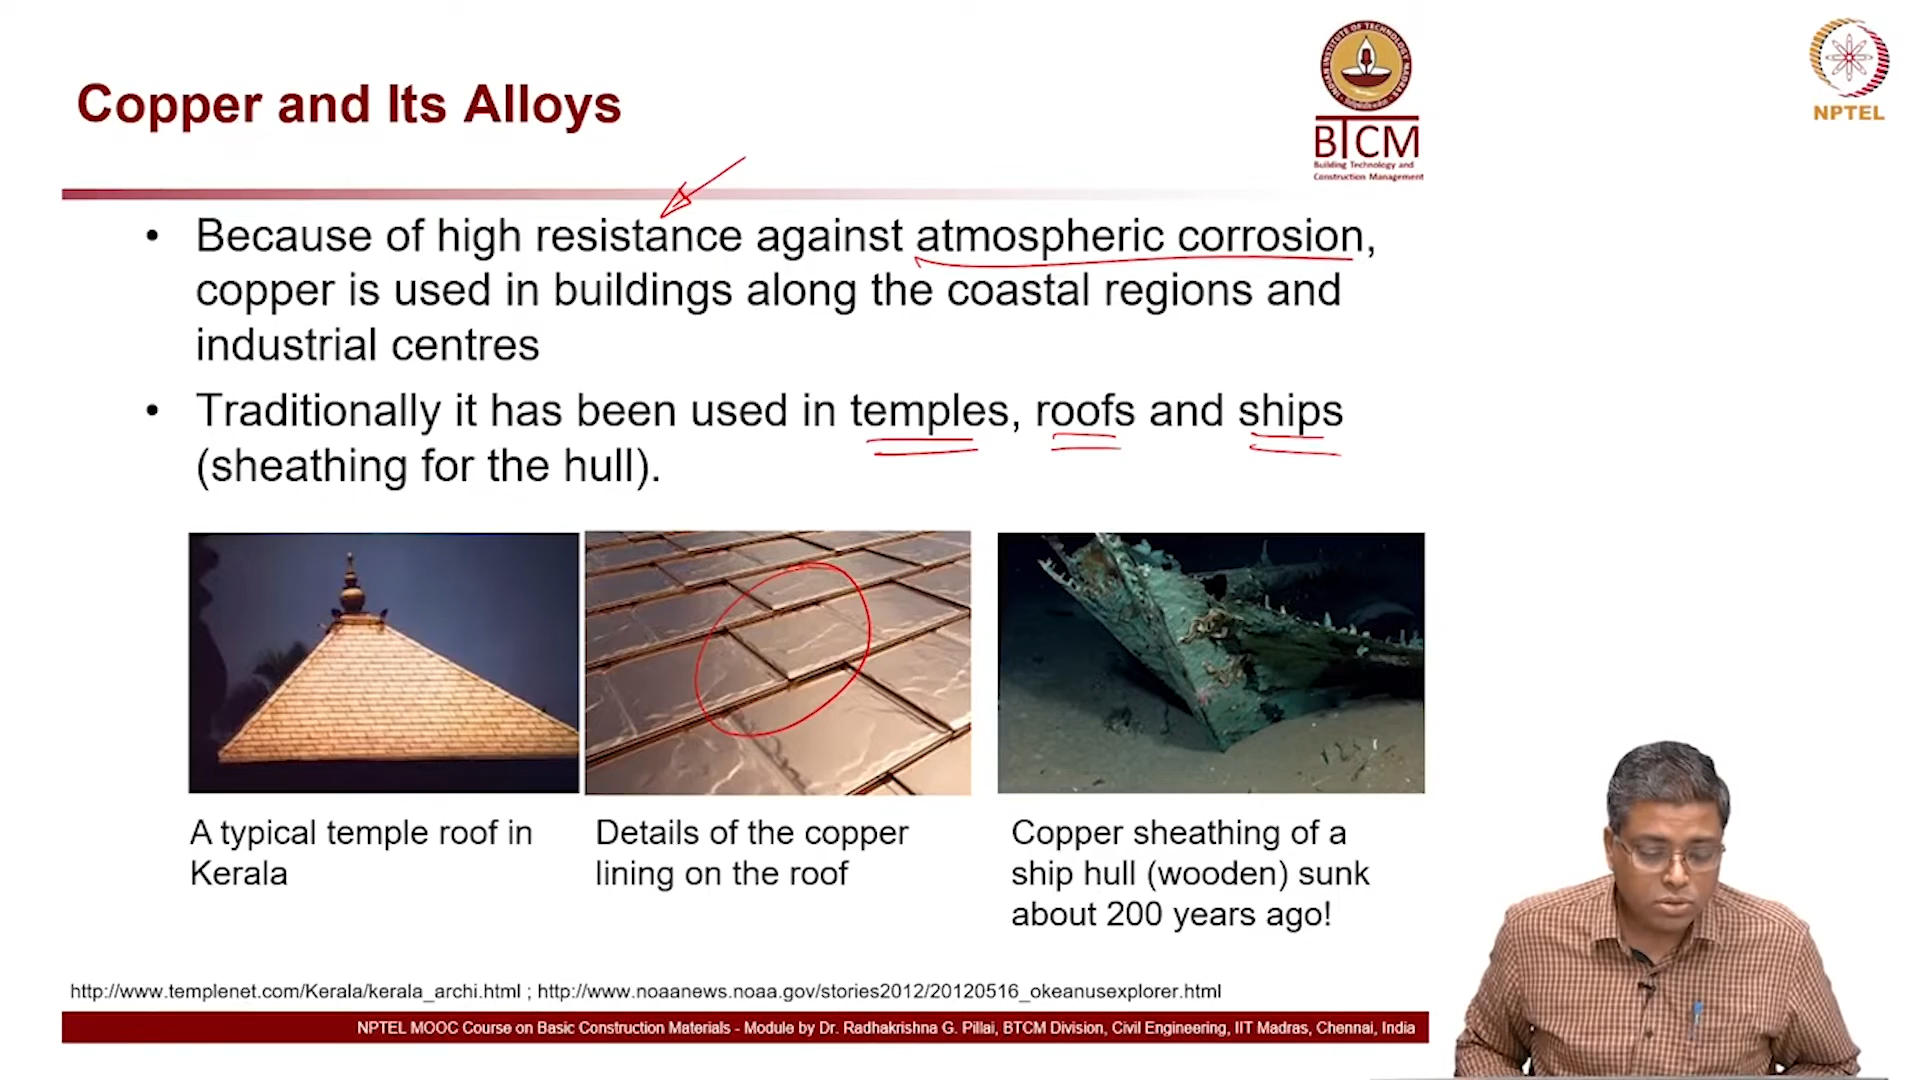 Copper and Its Alloys
BTCM
Building Technology and
Construction Management
NPTEL
• Because of high resistance against atmospheric corrosion,
copper is used in buildings along the coastal regions and
industrial centres
• Traditionally it has been used in temples, roofs and ships
(sheathing for the hull).
A typical temple roof in
Kerala
Details of the copper
lining on the roof
Copper sheathing of a
ship hull (wooden) sunk
about 200 years ago!
http://www.templenet.com/Kerala/kerala_archi.html ; http://www.noaanews.noaa.gov/stories2012/20120516_okeanusexplorer.html
NPTEL MOOC Course on Basic Construction Materials - Module by Dr. Radhakrishna G. Pillai, BTCM Division, Civil Engineering, IIT Madras, Chennai, India